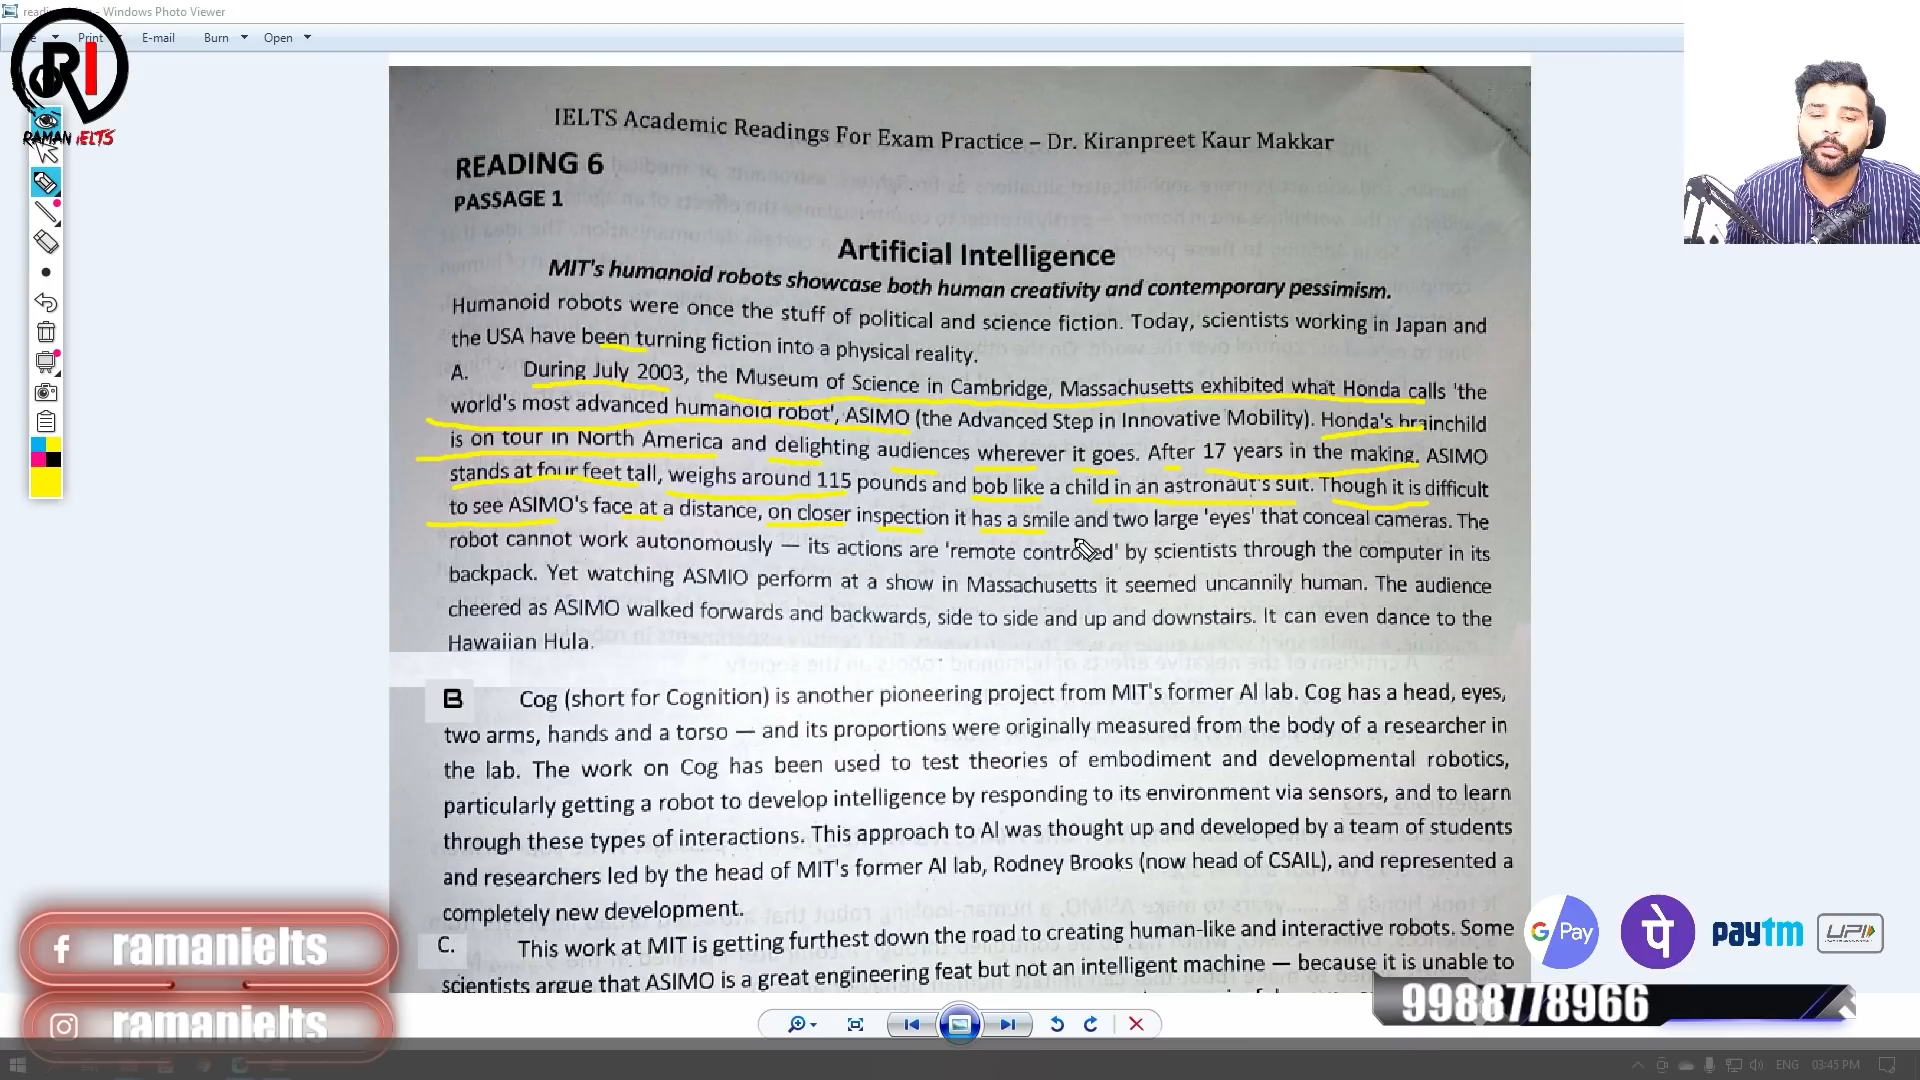 readi - Windows Photo Viewer
Print
E-mail
Burn
Open
RI
RAMAN IELTS
IELTS Academic Readings For Exam Practice – Dr. Kiranpreet Kaur Makkar
READING 6
PASSAGE 1
Artificial Intelligence
MIT's humanoid robots showcase both human creativity and contemporary pessimism.
Humanoid robots were once the stuff of political and science fiction. Today, scientists working in Japan and
the USA have been turning fiction into a physical reality.
A. During July 2003, the Museum of Science in Cambridge, Massachusetts exhibited what Honda calls 'the
world's most advanced humanoid robot', ASIMO (the Advanced Step in Innovative Mobility). Honda's brainchild
is on tour in North America and delighting audiences wherever it goes. After 17 years in the making, ASIMO
stands at four feet tall, weighs around 115 pounds and bob like a child in an astronaut's suit. Though it is difficult
to see ASIMO's face at a distance, on closer inspection it has a smile and two large 'eyes' that conceal cameras. The
robot cannot work autonomously — its actions are 'remote controlled' by scientists through the computer in its
backpack. Yet watching ASMIO perform at a show in Massachusetts it seemed uncannily human. The audience
cheered as ASIMO walked forwards and backwards, side to side and up and downstairs. It can even dance to the
Hawaiian Hula.
B Cog (short for Cognition) is another pioneering project from MIT's former AI lab. Cog has a head, eyes,
two arms, hands and a torso — and its proportions were originally measured from the body of a researcher in
the lab. The work on Cog has been used to test theories of embodiment and developmental robotics,
particularly getting a robot to develop intelligence by responding to its environment via sensors, and to learn
through these types of interactions. This approach to AI was thought up and developed by a team of students
and researchers led by the head of MIT's former AI lab, Rodney Brooks (now head of CSAIL), and represented a
completely new development.
C. This work at MIT is getting furthest down the road to creating human-like and interactive robots. Some
scientists argue that ASIMO is a great engineering feat but not an intelligent machine — because it is unable to
ramanielts
ramanielts
G Pay
पे
paytm
UPI
9988778966
ENG
03:45 PM